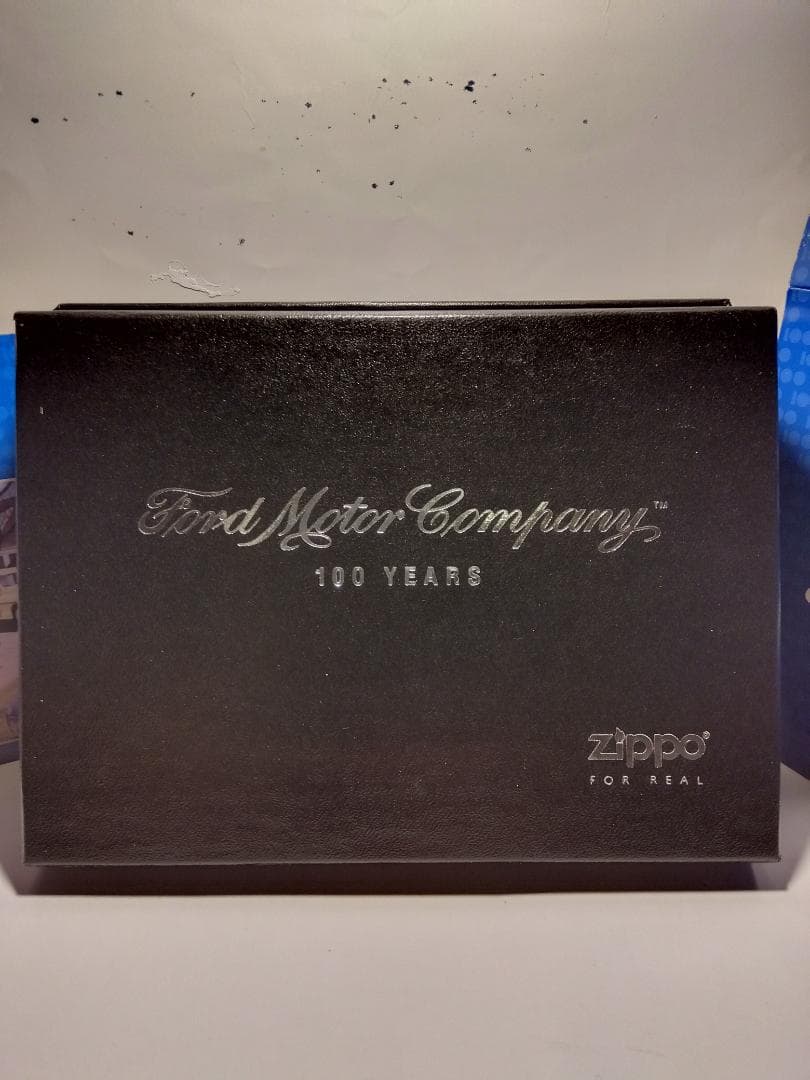 Ford Motor Company™
100 YEARS
zippo®
FOR REAL